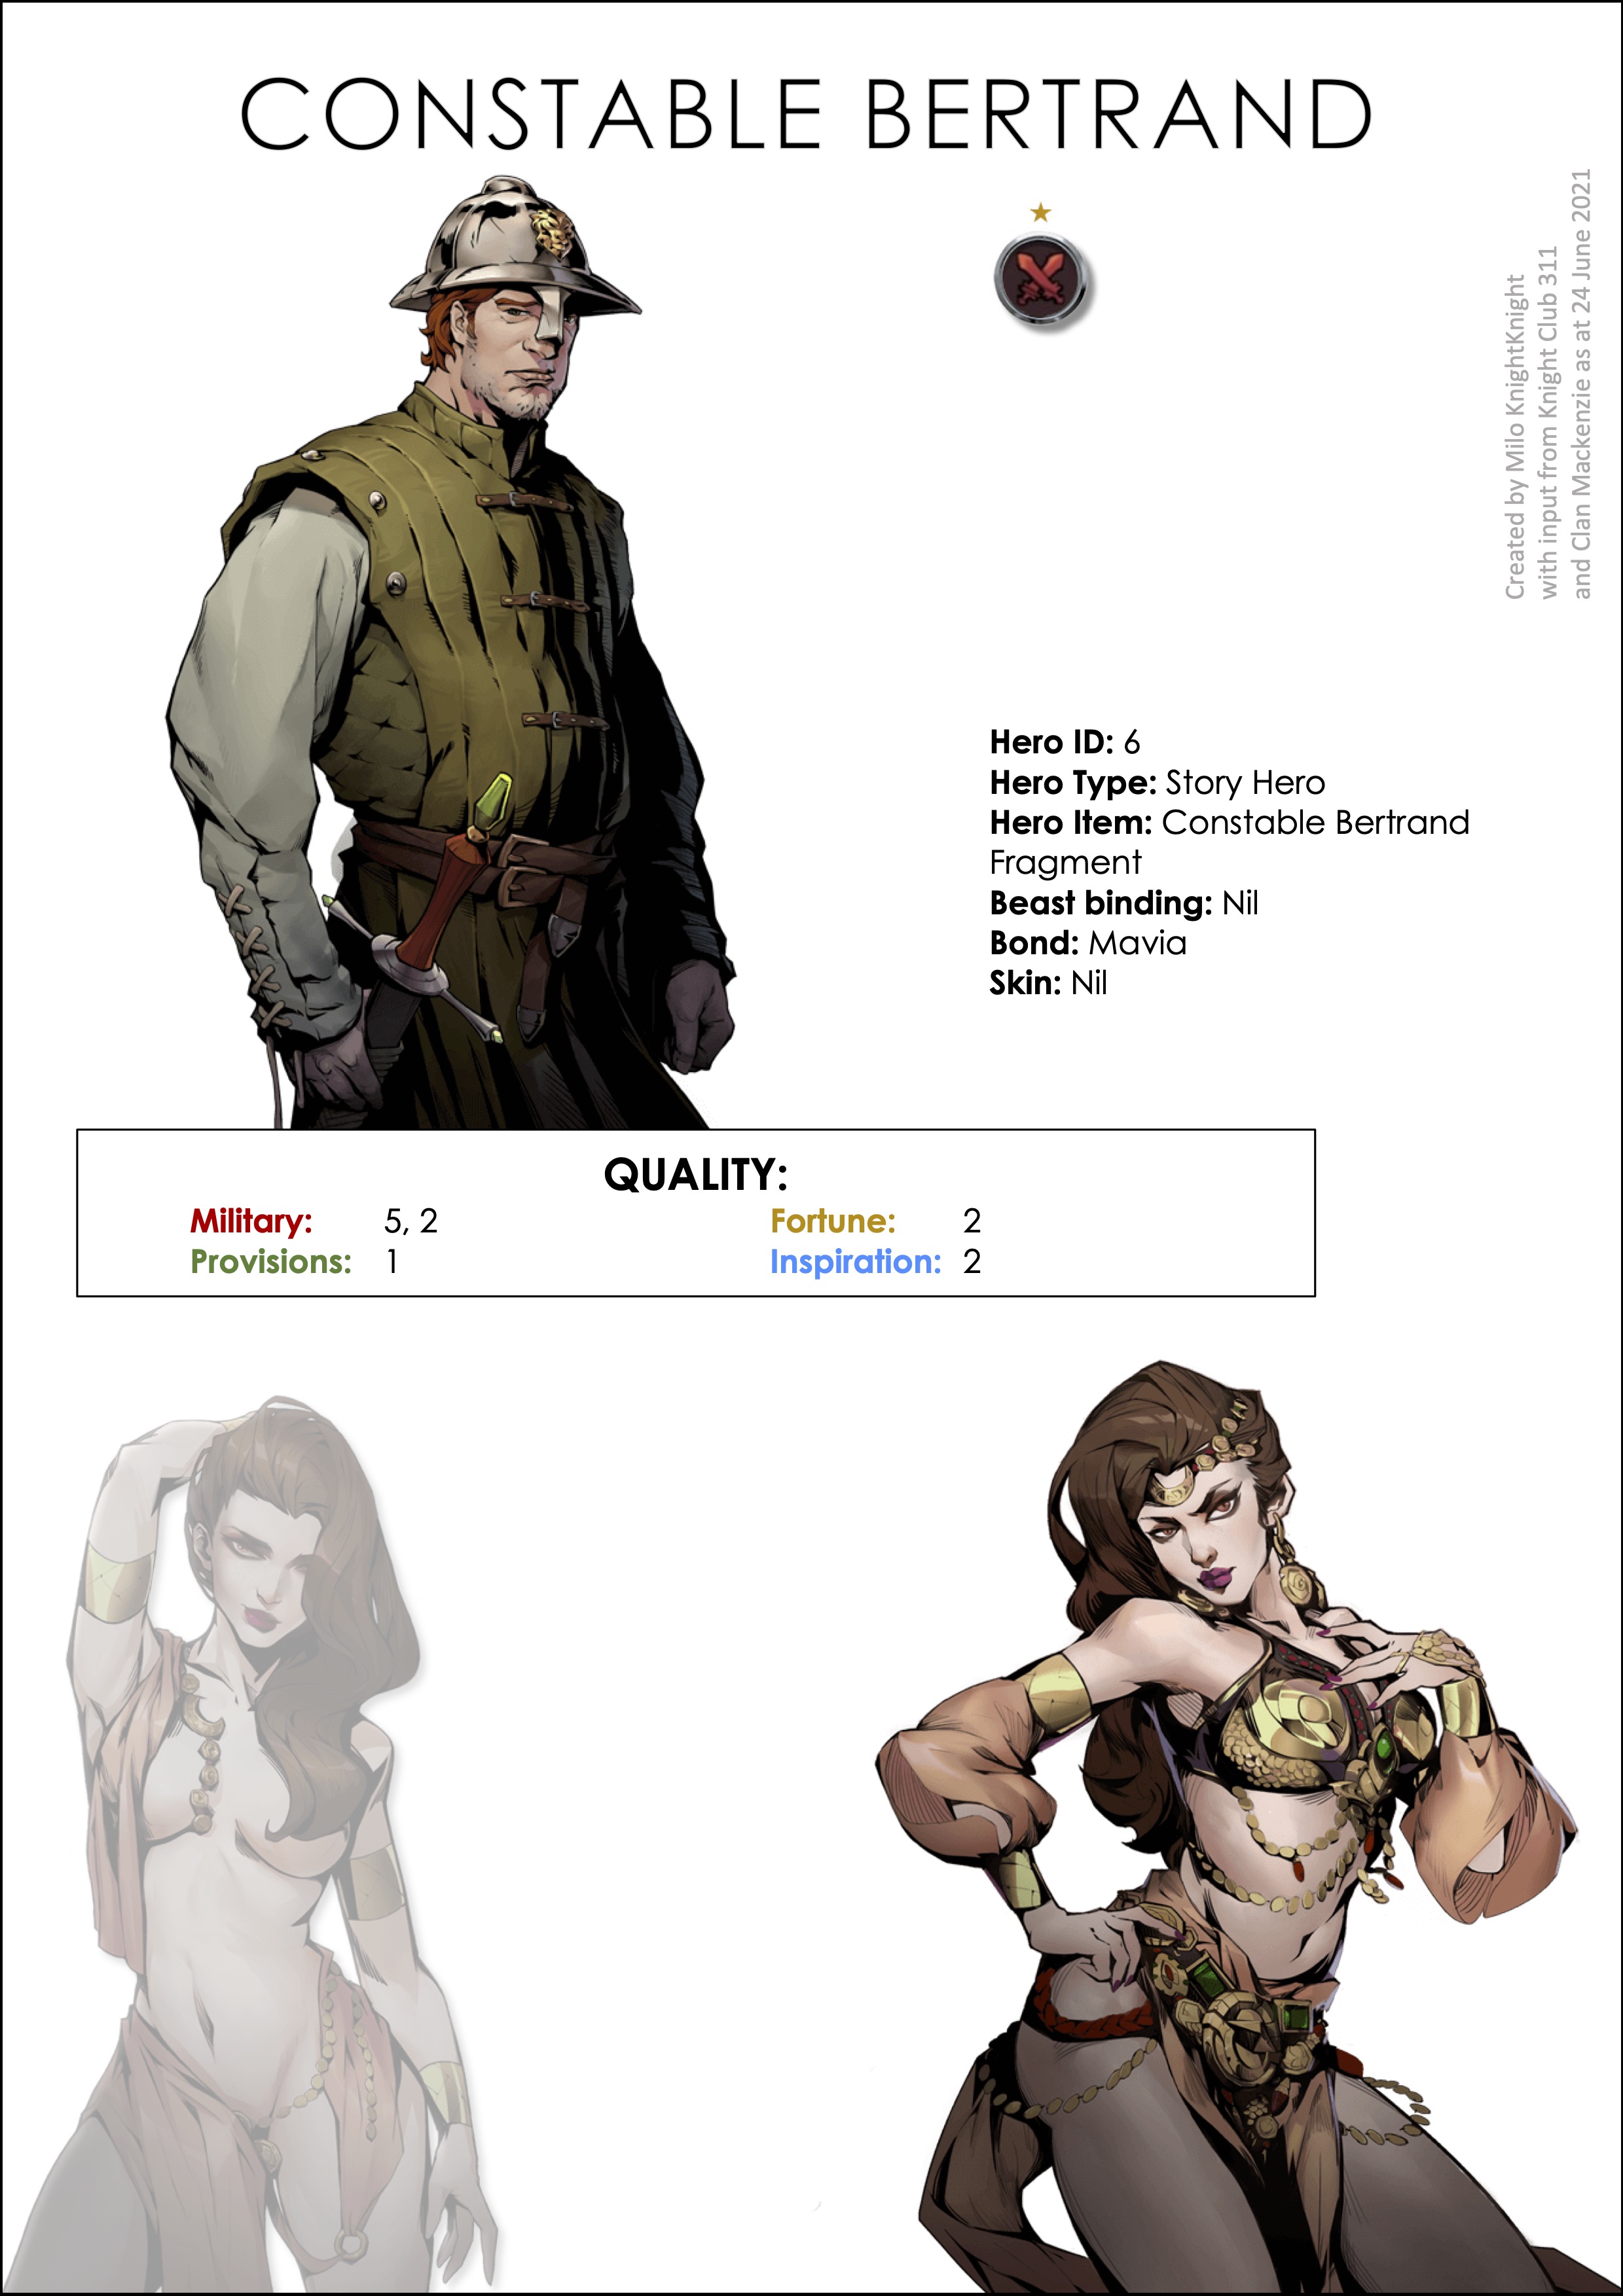 CONSTABLE BERTRAND
Created by Milo KnightKnight
with input from Knight Club 311
and Clan Mackenzie as at 24 June 2021
Hero ID: 6
Hero Type: Story Hero
Hero Item: Constable Bertrand
Fragment
Beast binding: Nil
Bond: Mavia
Skin: Nil
QUALITY:
Military: 5, 2 Fortune: 2
Provisions: 1 Inspiration: 2